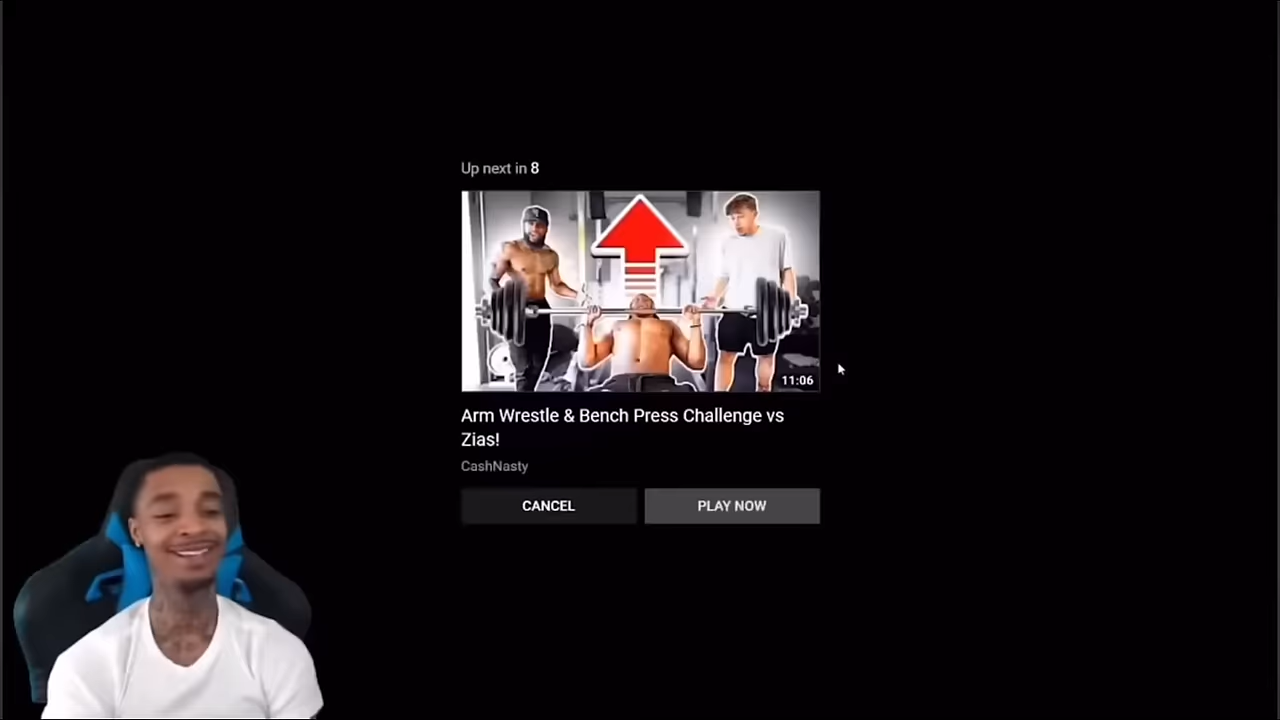 Up next in 8
11:06
Arm Wrestle & Bench Press Challenge vs
Zias!
CashNasty
CANCEL
PLAY NOW